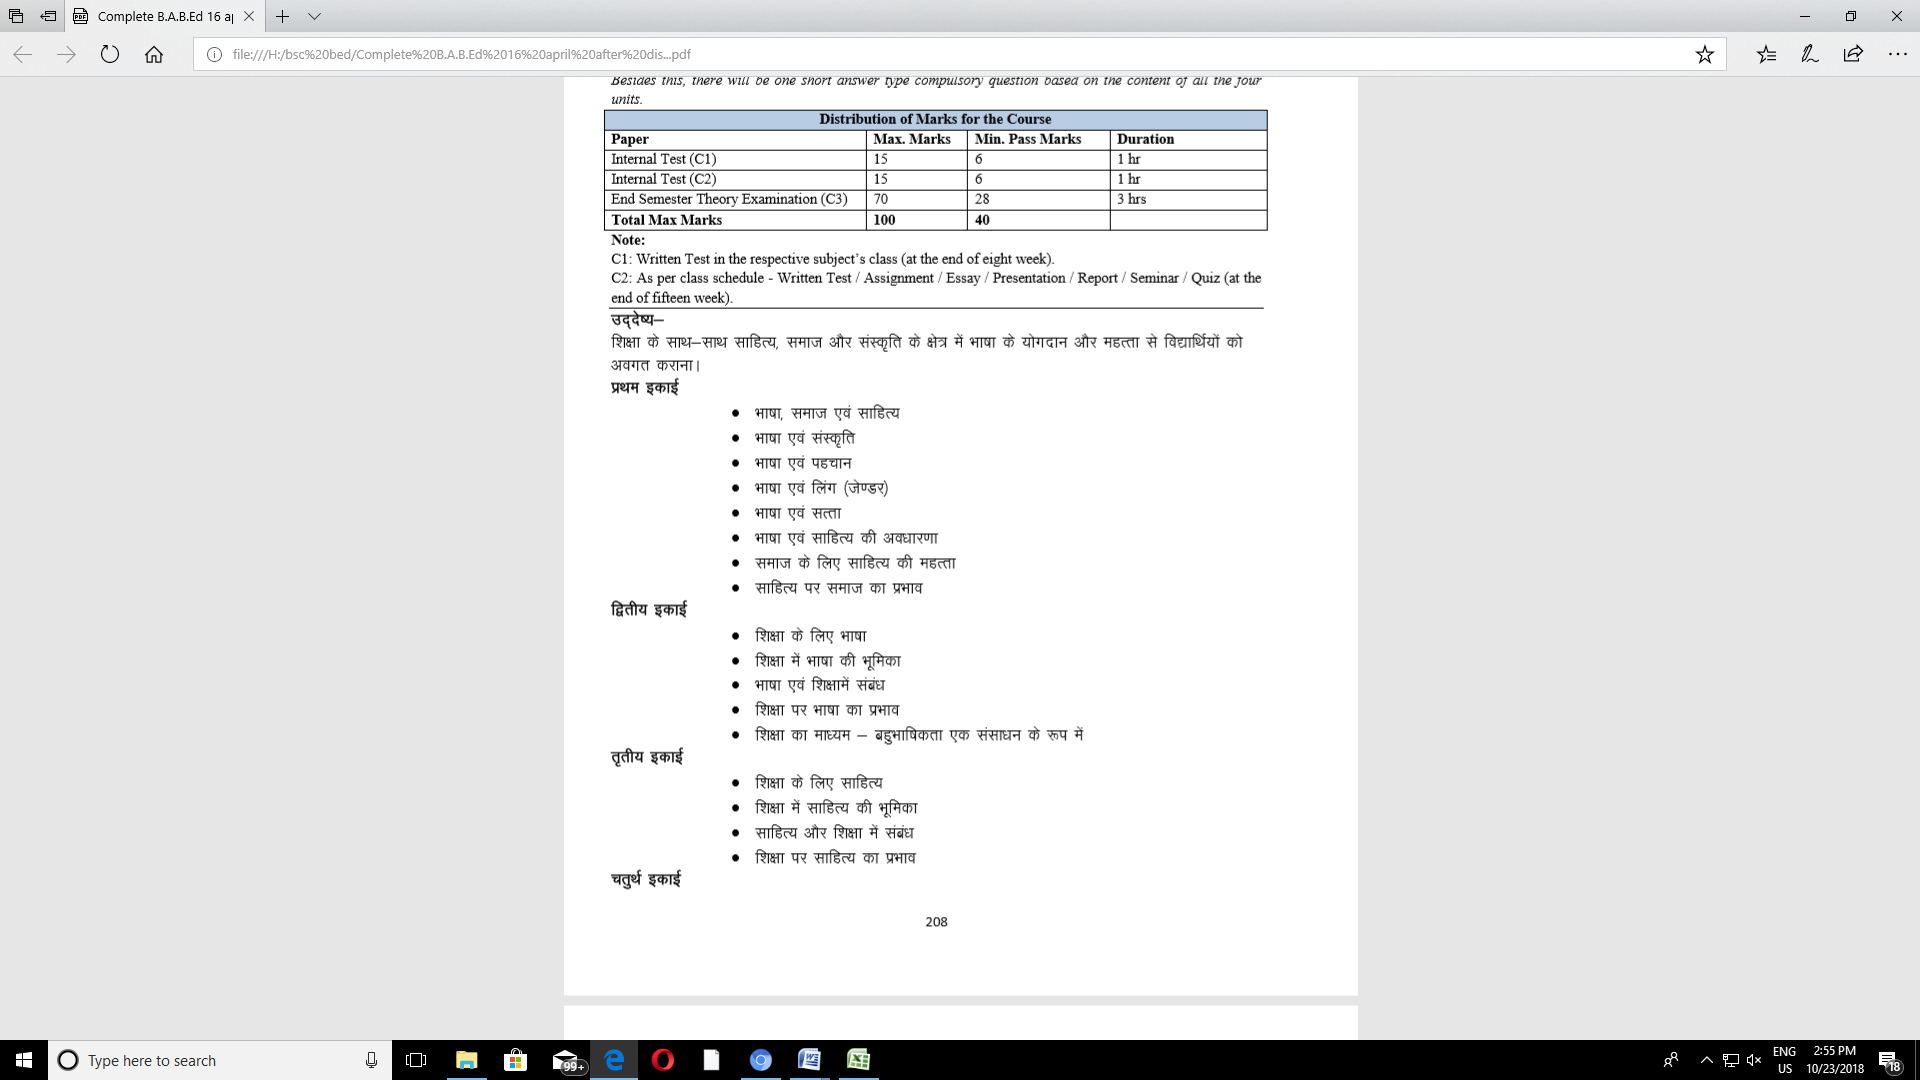 Complete B.A.B.Ed 16 a
file:///H:/bsc%20bed/Complete%20B.A.B.Ed%2016%20april%20after%20dis...pdf
Besides this, there will be one short answer type compulsory question based on the content of all the four
units.
Distribution of Marks for the Course
Paper Max. Marks Min. Pass Marks Duration
Internal Test (C1) 15 6 1 hr
Internal Test (C2) 15 6 1 hr
End Semester Theory Examination (C3) 70 28 3 hrs
Total Max Marks 100 40
Note:
C1: Written Test in the respective subject's class (at the end of eight week).
C2: As per class schedule - Written Test / Assignment / Essay / Presentation / Report / Seminar / Quiz (at the
end of fifteen week).
उद्देष्य–
शिक्षा के साथ–साथ साहित्य, समाज और संस्कृति के क्षेत्र में भाषा के योगदान और महत्ता से विद्यार्थियों को
अवगत कराना।
प्रथम इकाई
• भाषा, समाज एवं साहित्य
• भाषा एवं संस्कृति
• भाषा एवं पहचान
• भाषा एवं लिंग (जेण्डर)
• भाषा एवं सत्ता
• भाषा एवं साहित्य की अवधारणा
• समाज के लिए साहित्य की महत्ता
• साहित्य पर समाज का प्रभाव
द्वितीय इकाई
• शिक्षा के लिए भाषा
• शिक्षा में भाषा की भूमिका
• भाषा एवं शिक्षामें संबंध
• शिक्षा पर भाषा का प्रभाव
• शिक्षा का माध्यम – बहुभाषिकता एक संसाधन के रूप में
तृतीय इकाई
• शिक्षा के लिए साहित्य
• शिक्षा में साहित्य की भूमिका
• साहित्य और शिक्षा में संबंध
• शिक्षा पर साहित्य का प्रभाव
चतुर्थ इकाई
208
Type here to search
99+
ENG
US
2:55 PM
10/23/2018
18